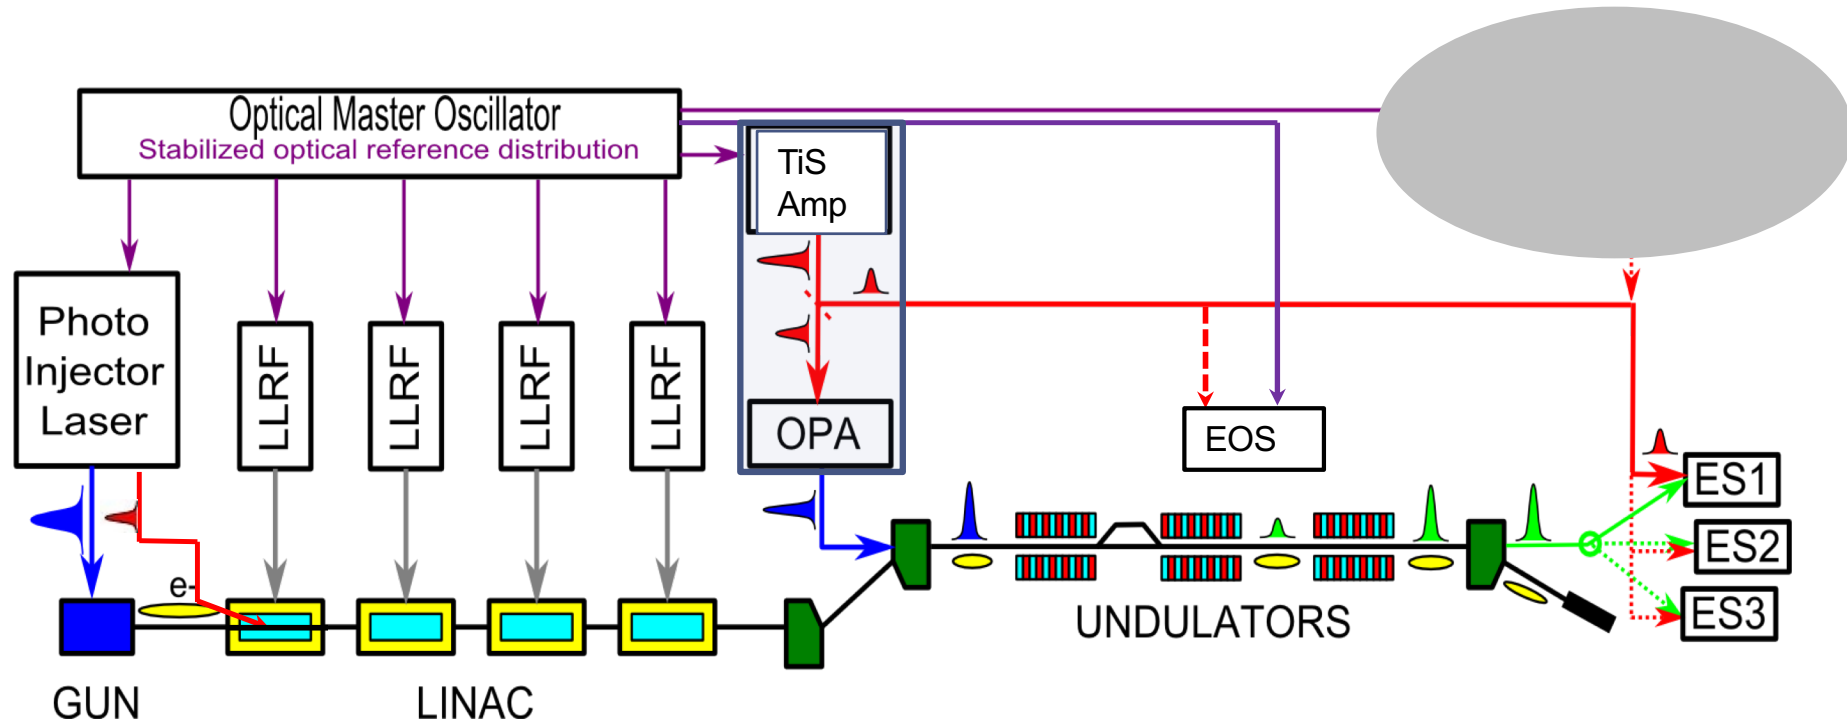 Optical Master Oscillator
Stabilized optical reference distribution
TiS
Amp
Photo
Injector
Laser
LLRF
LLRF
LLRF
LLRF
OPA
EOS
ES1
ES2
ES3
e-
UNDULATORS
GUN
LINAC